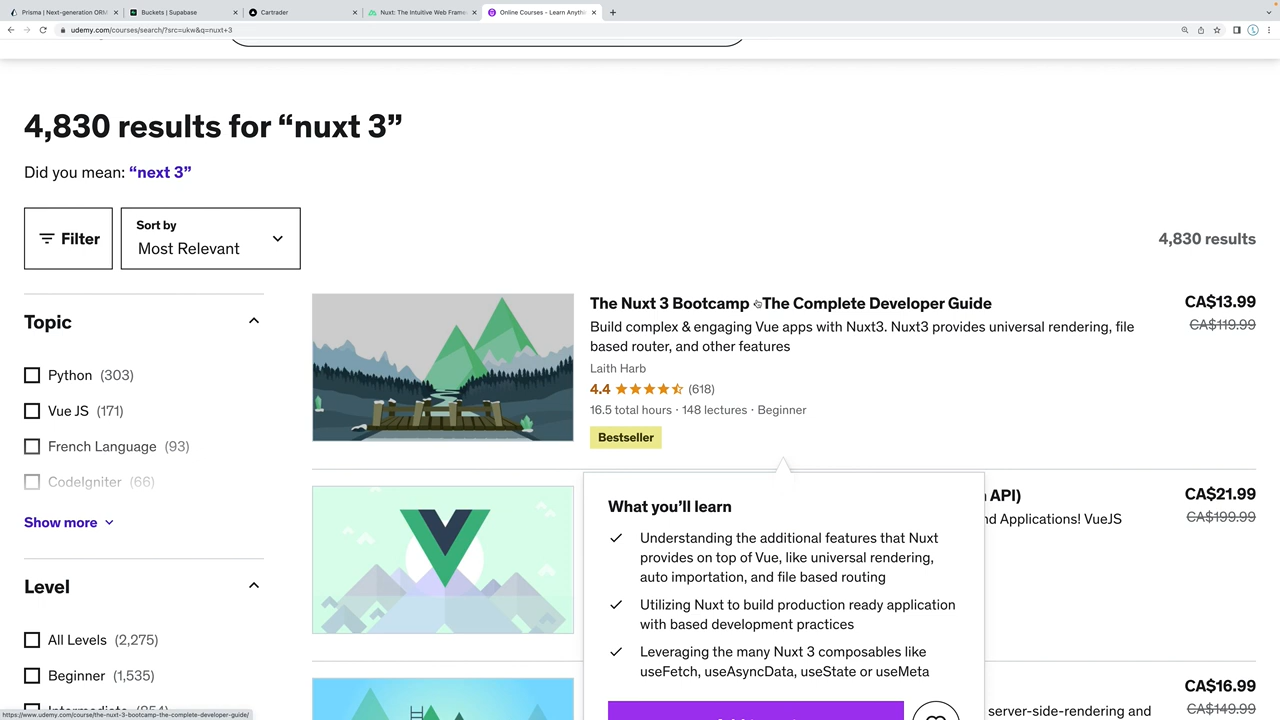 Prisma | Next-generation ORM
Buckets | Supabase
Cartrader
Nuxt: The Intuitive Web Frame
Online Courses - Learn Anythi
udemy.com/courses/search/?src=ukw&q=nuxt+3
4,830 results for “nuxt 3”
Did you mean: “next 3”
Filter
Sort by
Most Relevant
4,830 results
Topic
Python (303)
Vue JS (171)
French Language (93)
CodeIgniter (66)
Show more
Level
All Levels (2,275)
Beginner (1,535)
The Nuxt 3 Bootcamp - The Complete Developer Guide
CA$13.99
Build complex & engaging Vue apps with Nuxt3. Nuxt3 provides universal rendering, file
CA$119.99
based router, and other features
Laith Harb
4.4 (618)
16.5 total hours · 148 lectures · Beginner
Bestseller
API)
CA$21.99
nd Applications! VueJS
CA$199.99
What you’ll learn
Understanding the additional features that Nuxt
provides on top of Vue, like universal rendering,
auto importation, and file based routing
Utilizing Nuxt to build production ready application
with based development practices
Leveraging the many Nuxt 3 composables like
useFetch, useAsyncData, useState or useMeta
CA$16.99
server-side-rendering and
CA$149.99
https://www.udemy.com/course/the-nuxt-3-bootcamp-the-complete-developer-guide/